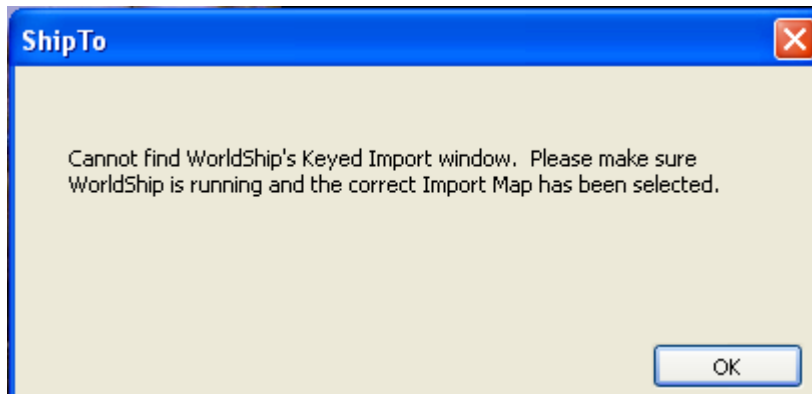 ShipTo
Cannot find WorldShip's Keyed Import window.  Please make sure
WorldShip is running and the correct Import Map has been selected.
OK